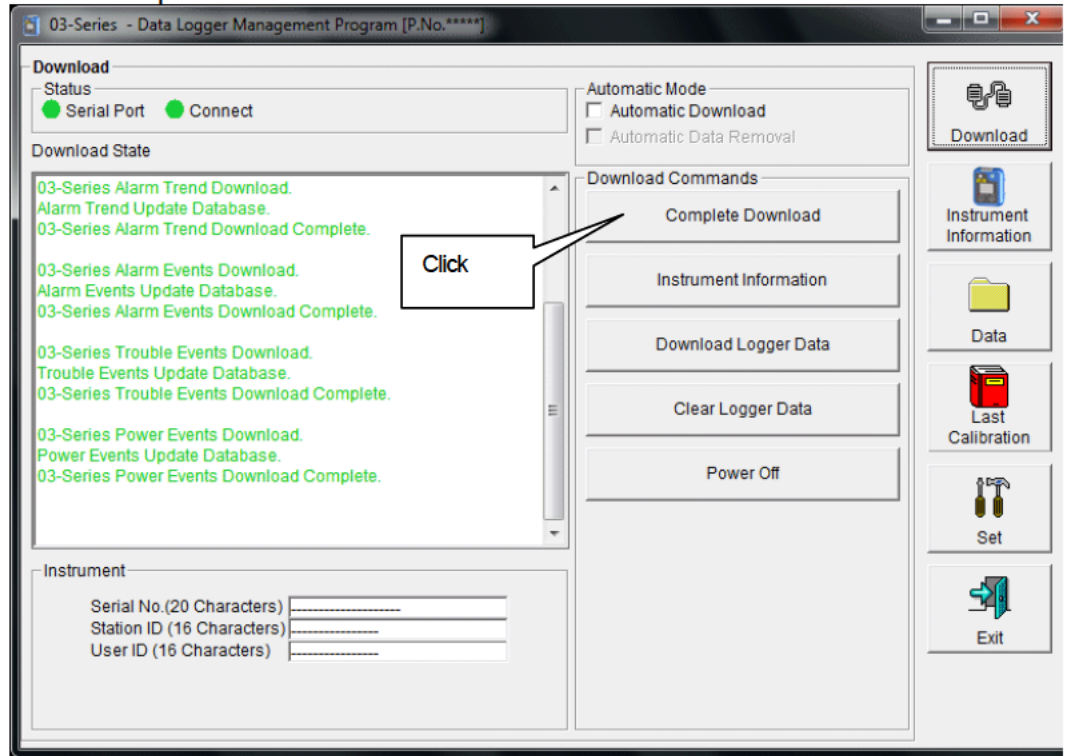 03-Series - Data Logger Management Program [P.No.*****]
Download
Status
Serial Port Connect
Download State
03-Series Alarm Trend Download.
Alarm Trend Update Database.
03-Series Alarm Trend Download Complete.
03-Series Alarm Events Download.
Alarm Events Update Database.
03-Series Alarm Events Download Complete.
03-Series Trouble Events Download.
Trouble Events Update Database.
03-Series Trouble Events Download Complete.
03-Series Power Events Download.
Power Events Update Database.
03-Series Power Events Download Complete.
Click
Instrument
Serial No.(20 Characters) --------------------
Station ID (16 Characters) ----------------
User ID (16 Characters) ----------------
Automatic Mode
Automatic Download
Automatic Data Removal
Download Commands
Complete Download
Instrument Information
Download Logger Data
Clear Logger Data
Power Off
Download
Instrument
Information
Data
Last
Calibration
Set
Exit